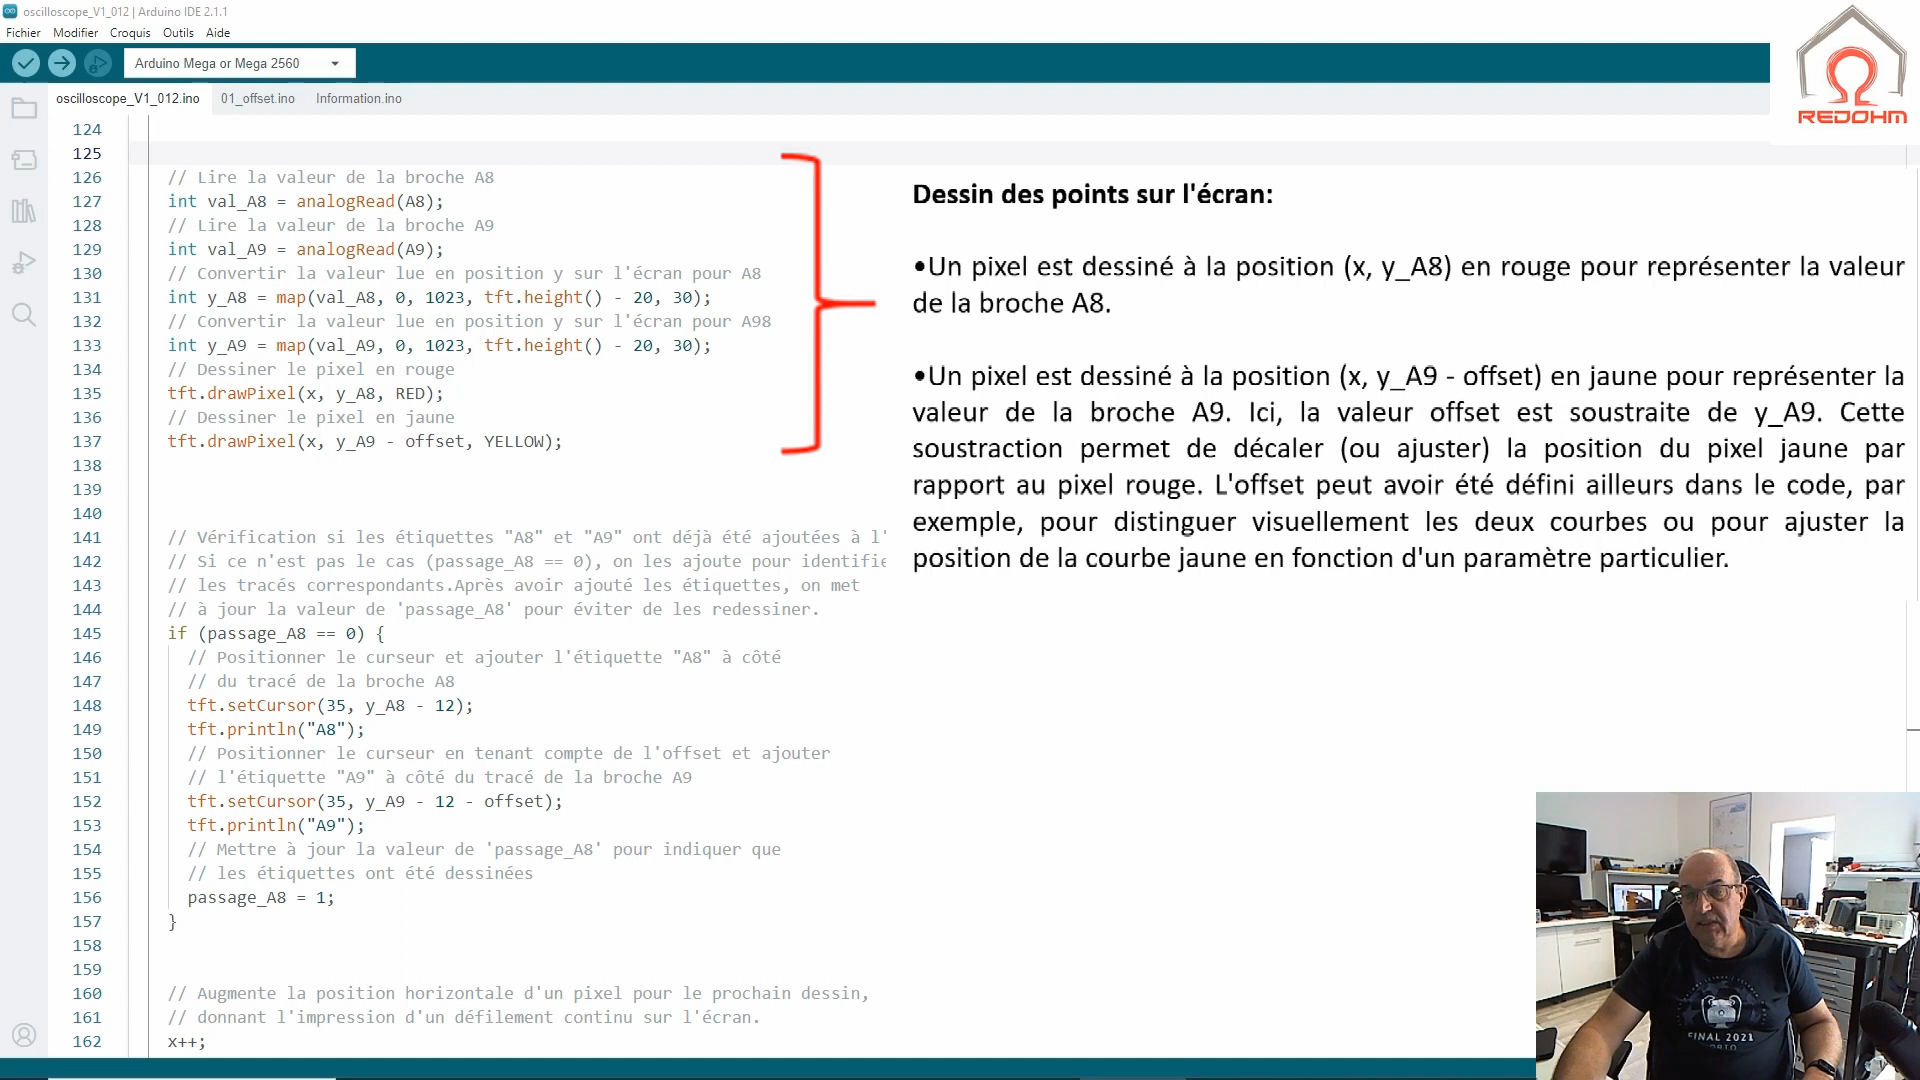 oscilloscope_V1_012 | Arduino IDE 2.1.1
Fichier Modifier Croquis Outils Aide
Arduino Mega or Mega 2560
oscilloscope_V1_012.ino 01_offset.ino Information.ino
REDOHM
124
125
126 // Lire la valeur de la broche A8
127 int val_A8 = analogRead(A8);
128 // Lire la valeur de la broche A9
129 int val_A9 = analogRead(A9);
130 // Convertir la valeur lue en position y sur l'écran pour A8
131 int y_A8 = map(val_A8, 0, 1023, tft.height() - 20, 30);
132 // Convertir la valeur lue en position y sur l'écran pour A98
133 int y_A9 = map(val_A9, 0, 1023, tft.height() - 20, 30);
134 // Dessiner le pixel en rouge
135 tft.drawPixel(x, y_A8, RED);
136 // Dessiner le pixel en jaune
137 tft.drawPixel(x, y_A9 - offset, YELLOW);
138
139
140
141 // Vérification si les étiquettes "A8" et "A9" ont déjà été ajoutées à l'
142 // Si ce n'est pas le cas (passage_A8 == 0), on les ajoute pour identifie
143 // les tracés correspondants.Après avoir ajouté les étiquettes, on met
144 // à jour la valeur de 'passage_A8' pour éviter de les redessiner.
145 if (passage_A8 == 0) {
146 // Positionner le curseur et ajouter l'étiquette "A8" à côté
147 // du tracé de la broche A8
148 tft.setCursor(35, y_A8 - 12);
149 tft.println("A8");
150 // Positionner le curseur en tenant compte de l'offset et ajouter
151 // l'étiquette "A9" à côté du tracé de la broche A9
152 tft.setCursor(35, y_A9 - 12 - offset);
153 tft.println("A9");
154 // Mettre à jour la valeur de 'passage_A8' pour indiquer que
155 // les étiquettes ont été dessinées
156 passage_A8 = 1;
157 }
158
159
160 // Augmente la position horizontale d'un pixel pour le prochain dessin,
161 // donnant l'impression d'un défilement continu sur l'écran.
162 x++;
Dessin des points sur l'écran:
•Un pixel est dessiné à la position (x, y_A8) en rouge pour représenter la valeur
de la broche A8.
•Un pixel est dessiné à la position (x, y_A9 - offset) en jaune pour représenter la
valeur de la broche A9. Ici, la valeur offset est soustraite de y_A9. Cette
soustraction permet de décaler (ou ajuster) la position du pixel jaune par
rapport au pixel rouge. L'offset peut avoir été défini ailleurs dans le code, par
exemple, pour distinguer visuellement les deux courbes ou pour ajuster la
position de la courbe jaune en fonction d'un paramètre particulier.
FINAL 2021
PORTO